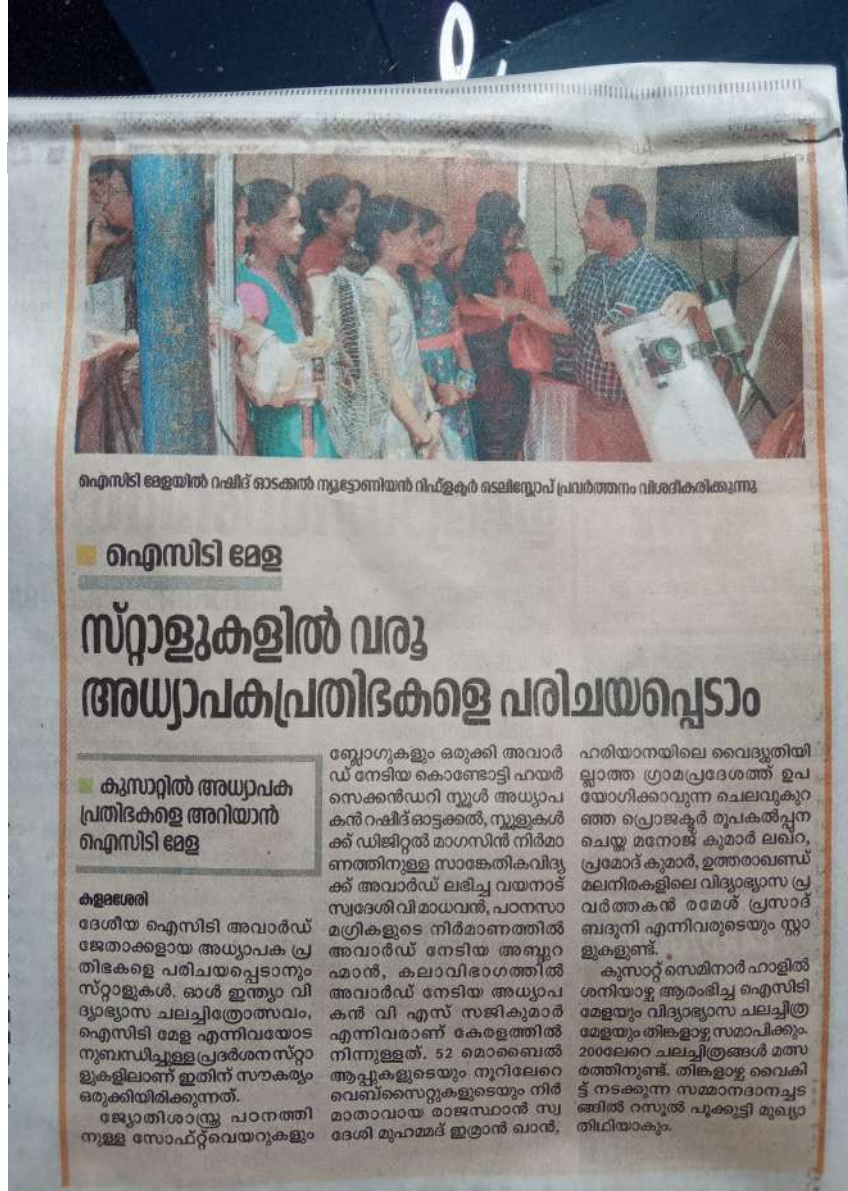 ഐസിടി മേളയിൽ റഷീദ് ഓടക്കൽ ന്യൂട്ടോണിയൻ റിഫ്ളക്ടർ ടെലിസ്കോപ് പ്രവർത്തനം വിശദീകരിക്കുന്നു
ഐസിടി മേള
സ്റ്റാളുകളിൽ വരൂ
അധ്യാപകപ്രതിഭകളെ പരിചയപ്പെടാം
കുസാറ്റിൽ അധ്യാപക
പ്രതിഭകളെ അറിയാൻ
ഐസിടി മേള
കളമശേരി
ദേശീയ ഐസിടി അവാർഡ്
ജേതാക്കളായ അധ്യാപക പ്ര
തിഭകളെ പരിചയപ്പെടാനും
സ്റ്റാളുകൾ. ഓൾ ഇന്ത്യാ വി
ദ്യാഭ്യാസ ചലച്ചിത്രോത്സവം,
ഐസിടി മേള എന്നിവയോട
നുബന്ധിച്ചുള്ള പ്രദർശനസ്റ്റാ
ളുകളിലാണ് ഇതിന് സൗകര്യം
ഒരുക്കിയിരിക്കുന്നത്.
ജ്യോതിശാസ്ത്ര പഠനത്തി
നുള്ള സോഫ്റ്റ്‌വെയറുകളും
ബ്ലോഗുകളും ഒരുക്കി അവാർ
ഡ് നേടിയ കൊണ്ടോട്ടി ഹയർ
സെക്കൻഡറി സ്കൂൾ അധ്യാപ
കൻ റഷീദ് ഓട്ടക്കൽ, സ്കൂളുകൾ
ക്ക് ഡിജിറ്റൽ മാഗസിൻ നിർമാ
ണത്തിനുള്ള സാങ്കേതികവിദ്യ
ക്ക് അവാർഡ് ലഭിച്ച വയനാട്
സ്വദേശി വി മാധവൻ, പഠനസാ
മഗ്രികളുടെ നിർമാണത്തിൽ
അവാർഡ് നേടിയ അബ്ദുറ
ഹ്മാൻ, കലാവിഭാഗത്തിൽ
അവാർഡ് നേടിയ അധ്യാപ
കൻ വി എസ് സജികുമാർ
എന്നിവരാണ് കേരളത്തിൽ
നിന്നുള്ളത്. 52 മൊബൈൽ
ആപ്പുകളുടെയും നൂറിലേറെ
വെബ്സൈറ്റുകളുടെയും നിർ
മാതാവായ രാജസ്ഥാൻ സ്വ
ദേശി മുഹമ്മദ് ഇമ്രാൻ ഖാൻ,
ഹരിയാനയിലെ വൈദ്യുതിയി
ല്ലാത്ത ഗ്രാമപ്രദേശത്ത് ഉപ
യോഗിക്കാവുന്ന ചെലവുകുറ
ഞ്ഞ പ്രൊജക്ടർ രൂപകൽപ്പന
ചെയ്ത മനോജ് കുമാർ ലഖ്റ,
പ്രമോദ് കുമാർ, ഉത്തരാഖണ്ഡ്
മലനിരകളിലെ വിദ്യാഭ്യാസ പ്ര
വർത്തകൻ രമേശ് പ്രസാദ്
ബദൂനി എന്നിവരുടെയും സ്റ്റാ
ളുകളുണ്ട്.
കുസാറ്റ് സെമിനാർ ഹാളിൽ
ശനിയാഴ്ച ആരംഭിച്ച ഐസിടി
മേളയും വിദ്യാഭ്യാസ ചലച്ചിത്ര
മേളയും തിങ്കളാഴ്ച സമാപിക്കും.
200ലേറെ ചലച്ചിത്രങ്ങൾ മത്സ
രത്തിനുണ്ട്. തിങ്കളാഴ്ച വൈകി
ട്ട് നടക്കുന്ന സമ്മാനദാനച്ചട
ങ്ങിൽ റസൂൽ പൂക്കുട്ടി മുഖ്യാ
തിഥിയാകും.